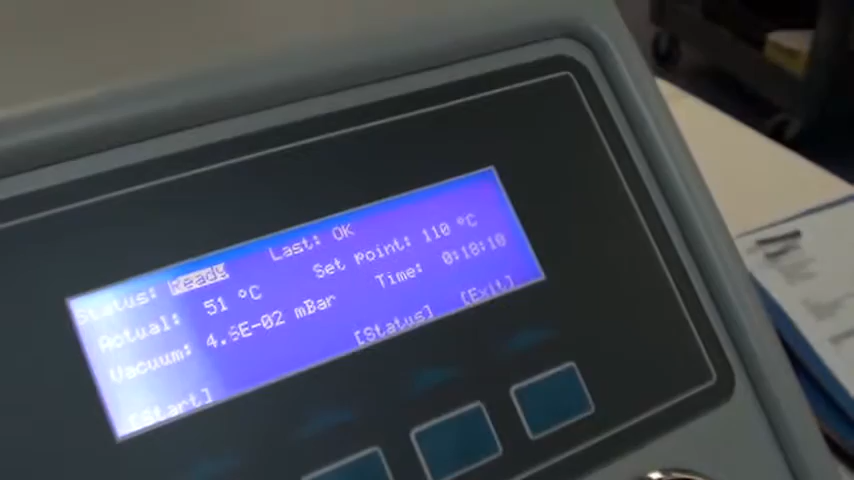 Status: Ready Last: OK
Actual: 51 °C Set Point: 110 °C
Vacuum: 4.6E-02 mBar Time: 0:18:10
[Start] [Status] [Exit]